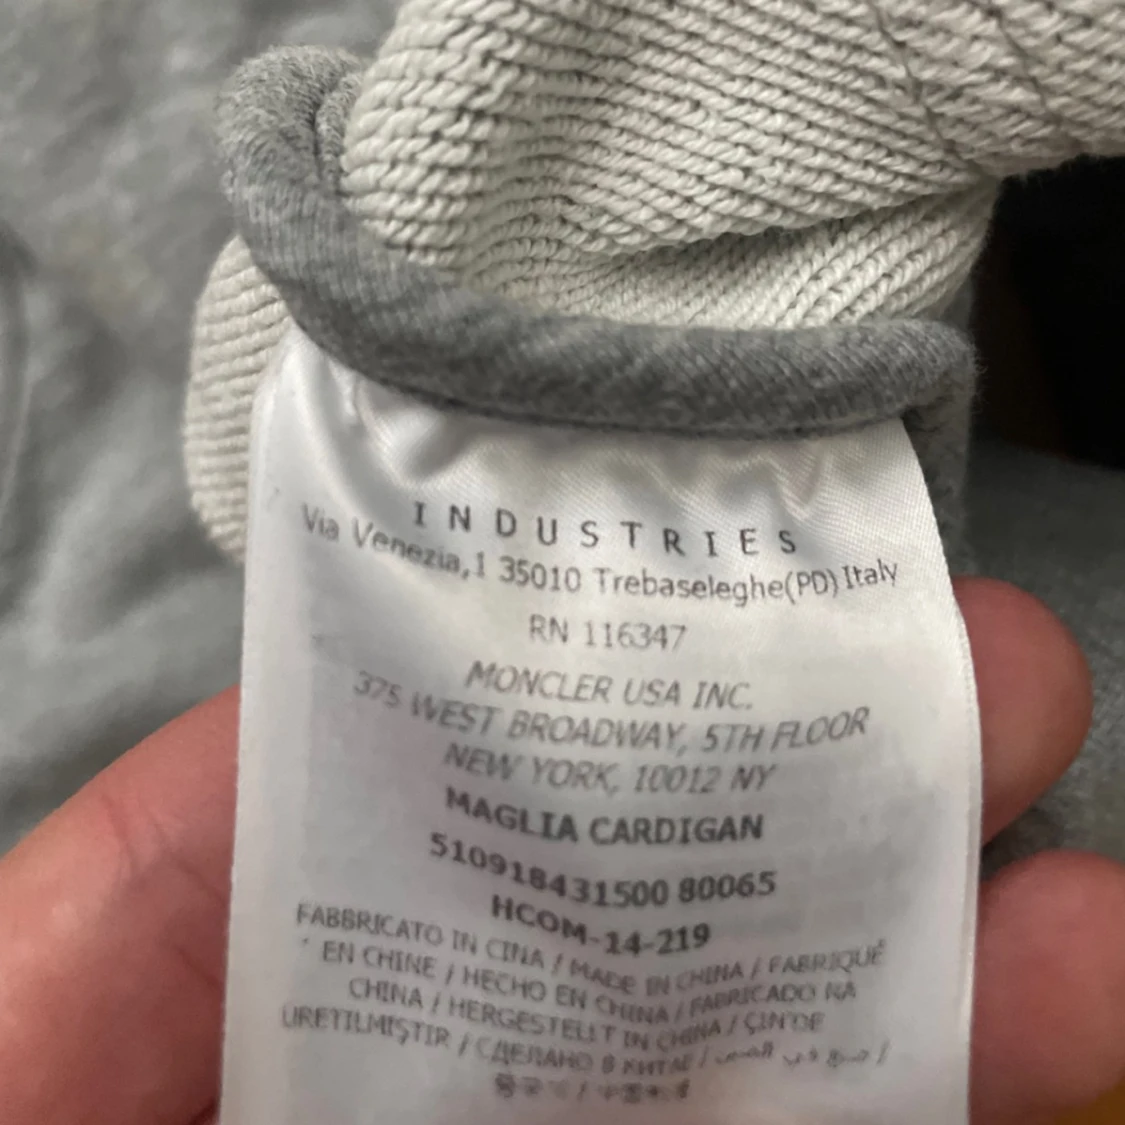 INDUSTRIES
Via Venezia,1 35010 Trebaseleghe(PD) Italy
RN 116347
MONCLER USA INC.
375 WEST BROADWAY, 5TH FLOOR
NEW YORK, 10012 NY
MAGLIA CARDIGAN
510918431500 80065
HCOM-14-219
FABBRICATO IN CINA / MADE IN CHINA / FABRIQUÉ
EN CHINE / HECHO EN CHINA / FABRICADO NA
CHINA / HERGESTELLT IN CHINA / ÇIN'DE
URETILMIŞTIR / СДЕЛАНО В КИТАЕ /